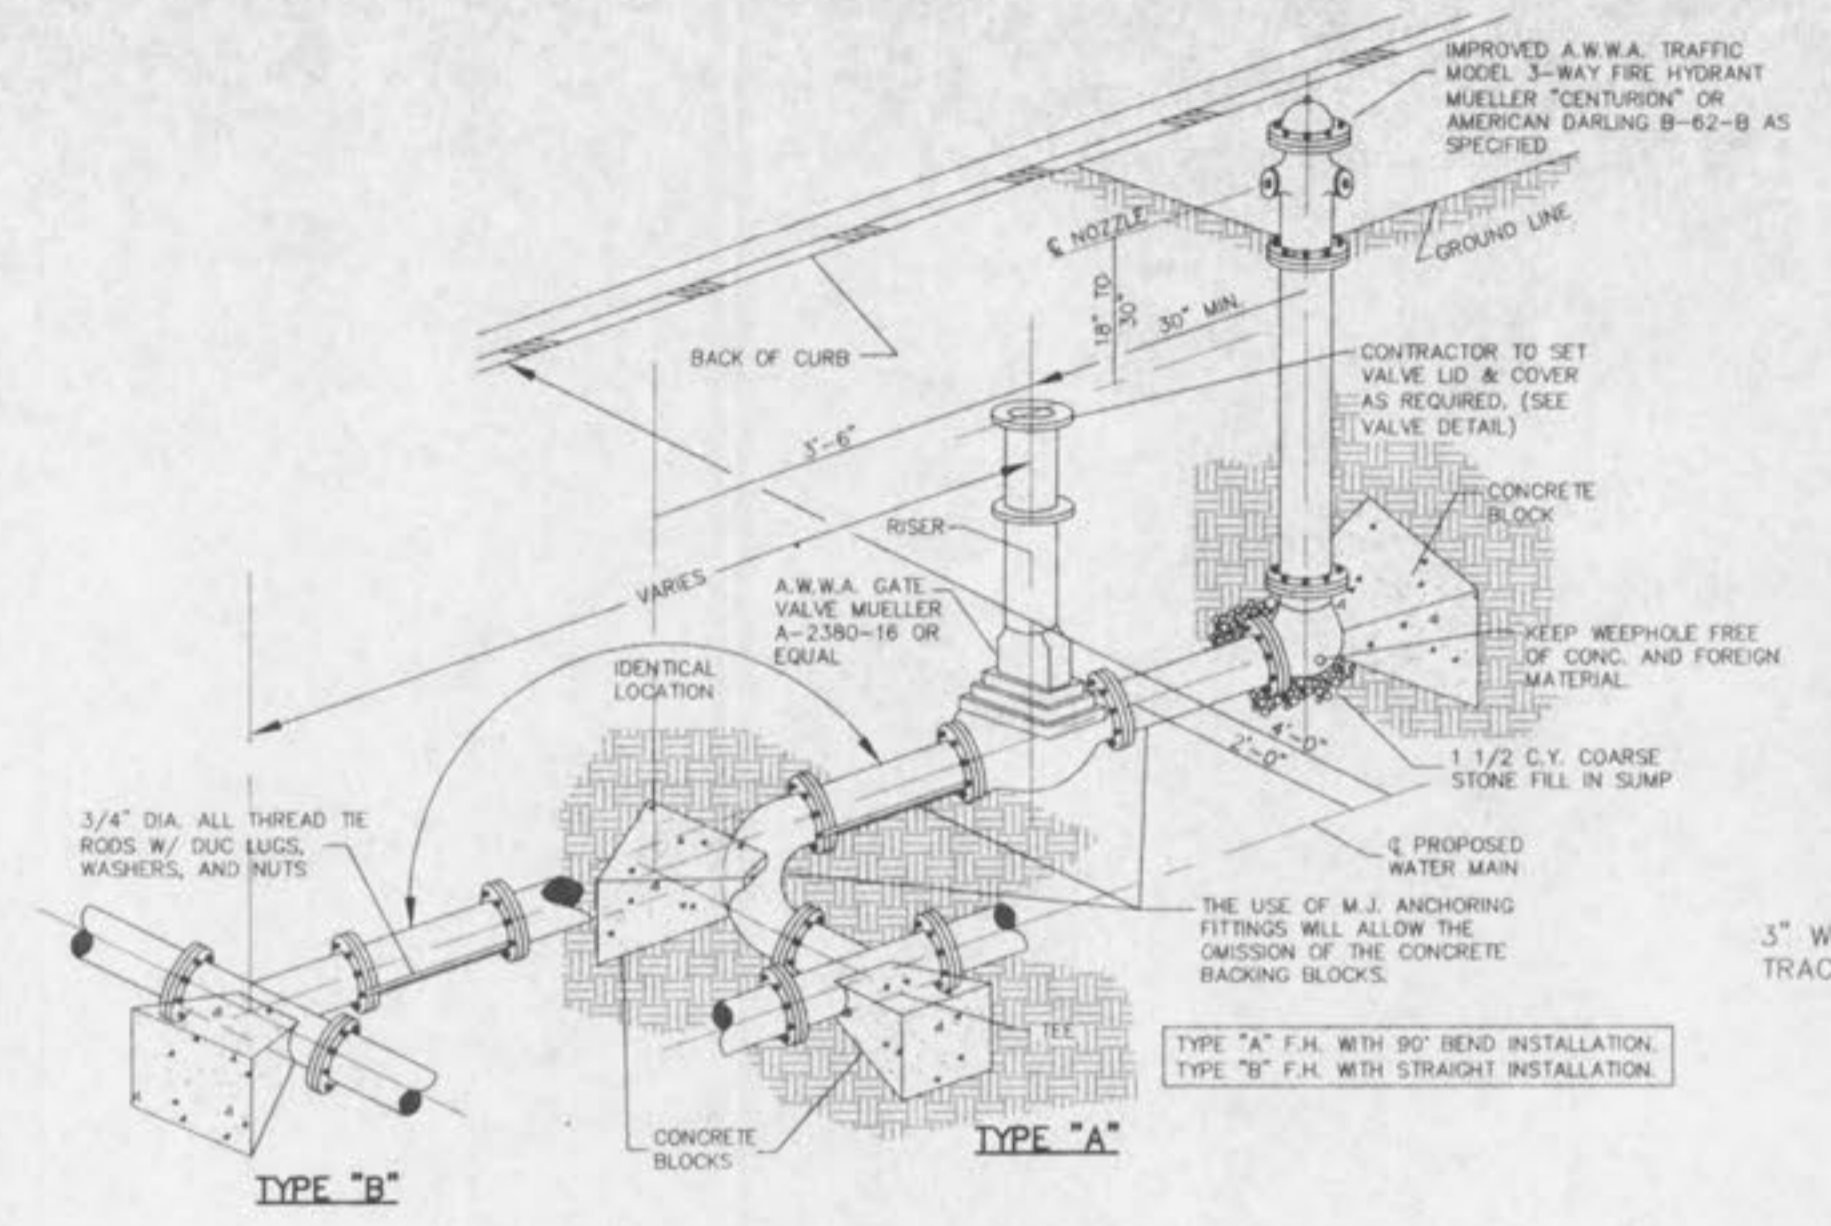 IMPROVED A.W.W.A. TRAFFIC
MODEL 3-WAY FIRE HYDRANT
MUELLER "CENTURION" OR
AMERICAN DARLING B-62-B AS
SPECIFIED
℄ NOZZLE
GROUND LINE
18" TO
30"
30" MIN.
BACK OF CURB
CONTRACTOR TO SET
VALVE LID & COVER
AS REQUIRED. (SEE
VALVE DETAIL)
3'-6"
CONCRETE
BLOCK
RISER
VARIES
A.W.W.A. GATE
VALVE MUELLER
A-2380-16 OR
EQUAL
IDENTICAL
LOCATION
KEEP WEEPHOLE FREE
OF CONC. AND FOREIGN
MATERIAL.
4'-0"
2'-0"
1 1/2 C.Y. COARSE
STONE FILL IN SUMP
3/4" DIA. ALL THREAD TIE
RODS W/ DUC LUGS,
WASHERS, AND NUTS
℄ PROPOSED
WATER MAIN
THE USE OF M.J. ANCHORING
FITTINGS WILL ALLOW THE
OMISSION OF THE CONCRETE
BACKING BLOCKS.
3" W
TRAC
TEE
TYPE "A" F.H. WITH 90° BEND INSTALLATION.
TYPE "B" F.H. WITH STRAIGHT INSTALLATION.
CONCRETE
BLOCKS
TYPE "A"
TYPE "B"